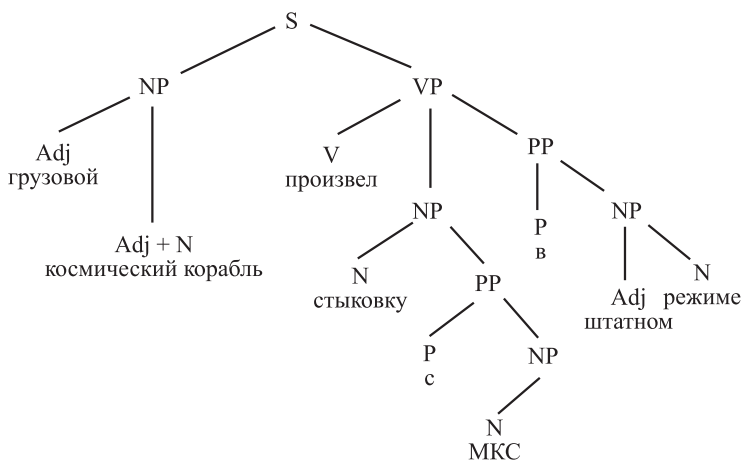 S
NP
VP
Adj
грузовой
V
произвел
PP
Adj + N
космический корабль
NP
P
в
NP
N
стыковку
PP
Adj
штатном
N
режиме
P
с
NP
N
МКС